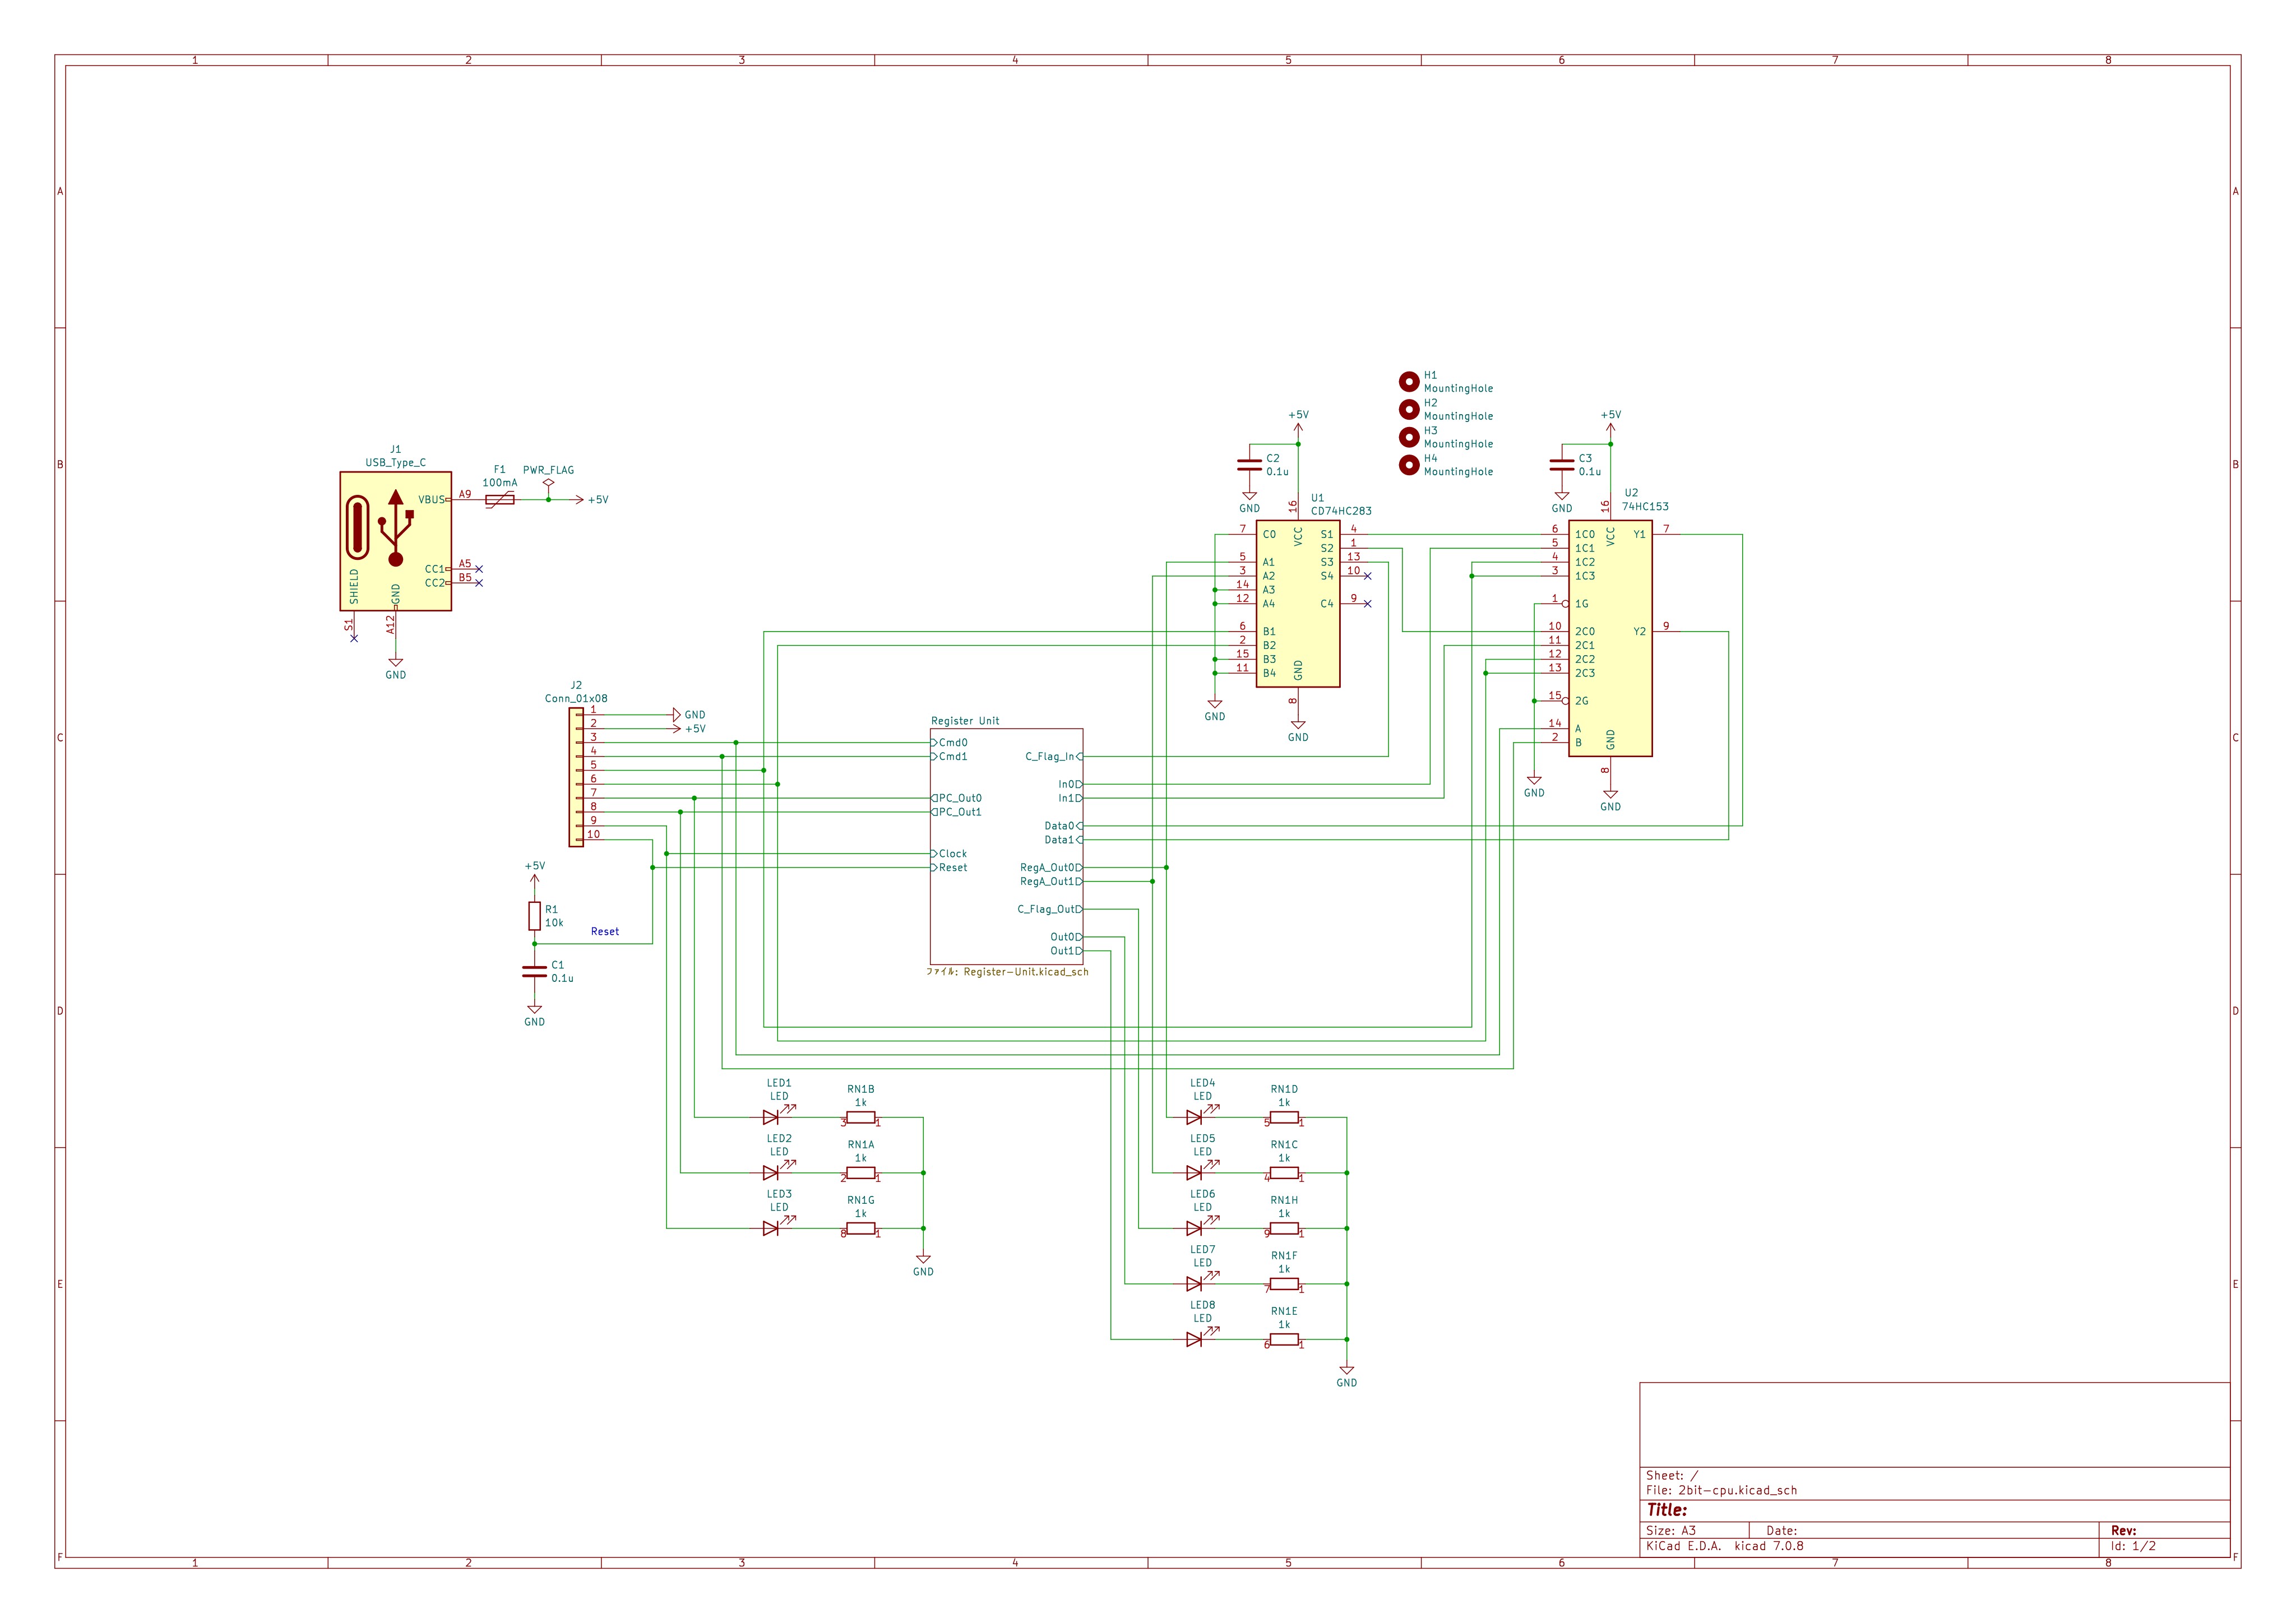 1 2 3 4 5 6 7 8
A
A
B
B
C
C
D
D
E
E
F
F
H1
MountingHole
H2
MountingHole
H3
MountingHole
H4
MountingHole
J1
USB_Type_C
VBUS
A9
CC1
A5
CC2
B5
SHIELD
S1
GND
A12
GND
F1
100mA
PWR_FLAG
+5V
+5V
C2
0.1u
GND
U1
CD74HC283
16
VCC
7 C0
5 A1
3 A2
14 A3
12 A4
6 B1
2 B2
15 B3
11 B4
S1 4
S2 1
S3 13
S4 10
C4 9
GND
8
GND
GND
+5V
C3
0.1u
GND
U2
74HC153
16
VCC
6 1C0
5 1C1
4 1C2
3 1C3
1 1G
10 2C0
11 2C1
12 2C2
13 2C3
15 2G
14 A
2 B
Y1 7
Y2 9
GND
8
GND
GND
J2
Conn_01x08
1
2
3
4
5
6
7
8
9
10
GND
+5V
+5V
R1
10k
Reset
C1
0.1u
GND
Register Unit
Cmd0
Cmd1
PC_Out0
PC_Out1
Clock
Reset
C_Flag_In
In0
In1
Data0
Data1
RegA_Out0
RegA_Out1
C_Flag_Out
Out0
Out1
ファイル: Register-Unit.kicad_sch
LED1
LED
RN1B
1k
3 1
LED2
LED
RN1A
1k
2 1
LED3
LED
RN1G
1k
8 1
GND
LED4
LED
RN1D
1k
5 1
LED5
LED
RN1C
1k
4 1
LED6
LED
RN1H
1k
9 1
LED7
LED
RN1F
1k
7 1
LED8
LED
RN1E
1k
6 1
GND
Sheet: /
File: 2bit-cpu.kicad_sch
Title:
Size: A3 Date: Rev:
KiCad E.D.A. kicad 7.0.8 Id: 1/2
1 2 3 4 5 6 7 8